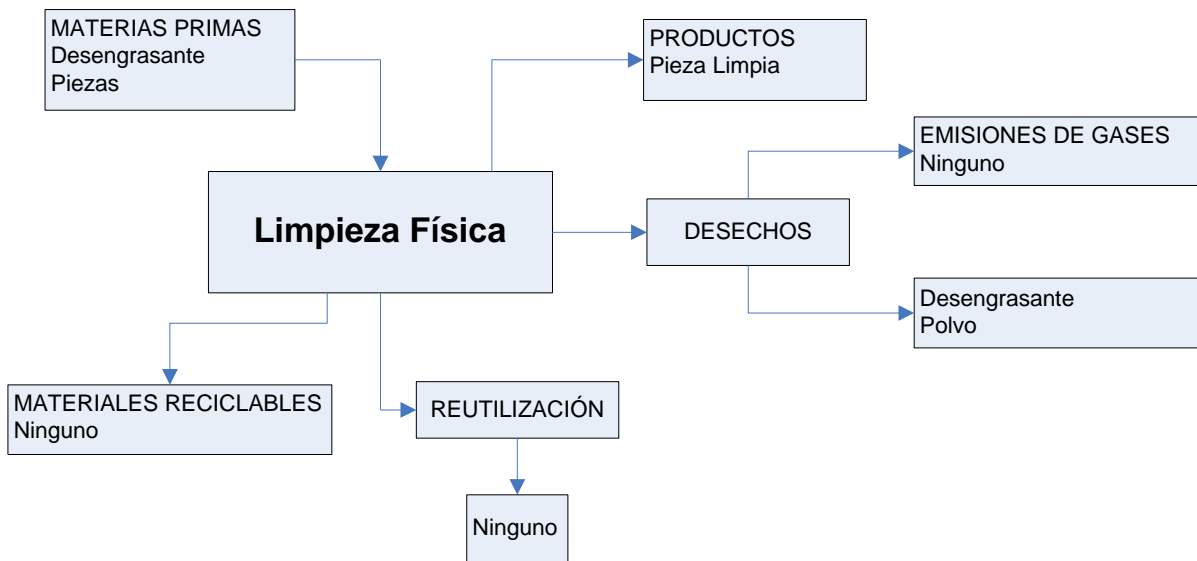 MATERIAS PRIMAS
Desengrasante
Piezas
PRODUCTOS
Pieza Limpia
EMISIONES DE GASES
Ninguno
Limpieza Física
DESECHOS
Desengrasante
Polvo
MATERIALES RECICLABLES
Ninguno
REUTILIZACIÓN
Ninguno